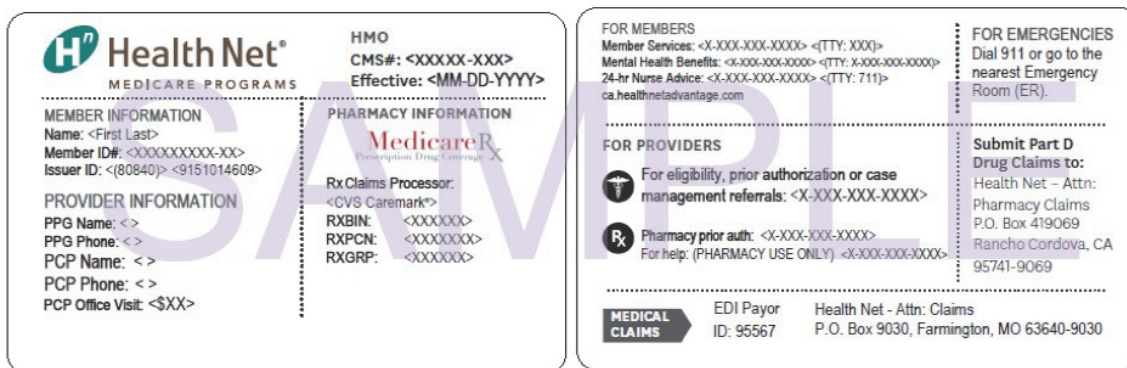 Hn Health Net®
MEDICARE PROGRAMS
HMO
CMS#: <XXXXX-XXX>
Effective: <MM-DD-YYYY>
MEMBER INFORMATION
Name: <First Last>
Member ID#: <XXXXXXXXX-XX>
Issuer ID: <(80840)> <9151014609>
PROVIDER INFORMATION
PPG Name: < >
PPG Phone: < >
PCP Name: < >
PCP Phone: < >
PCP Office Visit: <$XX>
PHARMACY INFORMATION
MedicareRx
Prescription Drug Coverage
Rx Claims Processor:
<CVS Caremark®>
RXBIN: <XXXXXX>
RXPCN: <XXXXXXX>
RXGRP: <XXXXXX>
SAMPLE
FOR MEMBERS
Member Services: <X-XXX-XXX-XXXX> <(TTY: XXX)>
Mental Health Benefits: <X-XXX-XXX-XXXX> <(TTY: X-XXX-XXX-XXXX)>
24-hr Nurse Advice: <X-XXX-XXX-XXXX> <(TTY: 711)>
ca.healthnetadvantage.com
FOR EMERGENCIES
Dial 911 or go to the
nearest Emergency
Room (ER).
FOR PROVIDERS
For eligibility, prior authorization or case
management referrals: <X-XXX-XXX-XXXX>
Rx Pharmacy prior auth: <X-XXX-XXX-XXXX>
For help: (PHARMACY USE ONLY) <X-XXX-XXX-XXXX>
Submit Part D
Drug Claims to:
Health Net – Attn:
Pharmacy Claims
P.O. Box 419069
Rancho Cordova, CA
95741-9069
MEDICAL
CLAIMS
EDI Payor
ID: 95567
Health Net - Attn: Claims
P.O. Box 9030, Farmington, MO 63640-9030